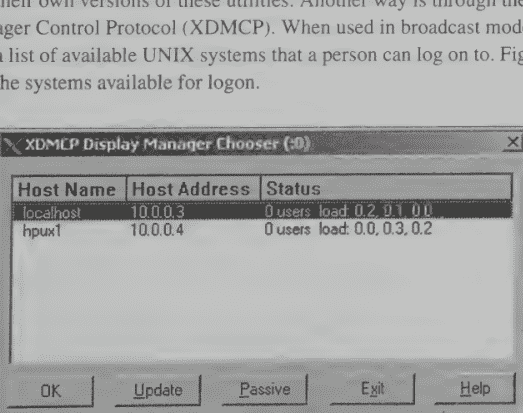 their own versions of these utilities. Another way is through the
ager Control Protocol (XDMCP). When used in broadcast mode
a list of available UNIX systems that a person can log on to. Fig
he systems available for logon.
XDMCP Display Manager Chooser (:0)
Host Name Host Address Status
localhost 10.0.0.3 0 users load: 0.2, 0.1, 0.0
hpux1 10.0.0.4 0 users load: 0.0, 0.3, 0.2
OK Update Passive Exit Help